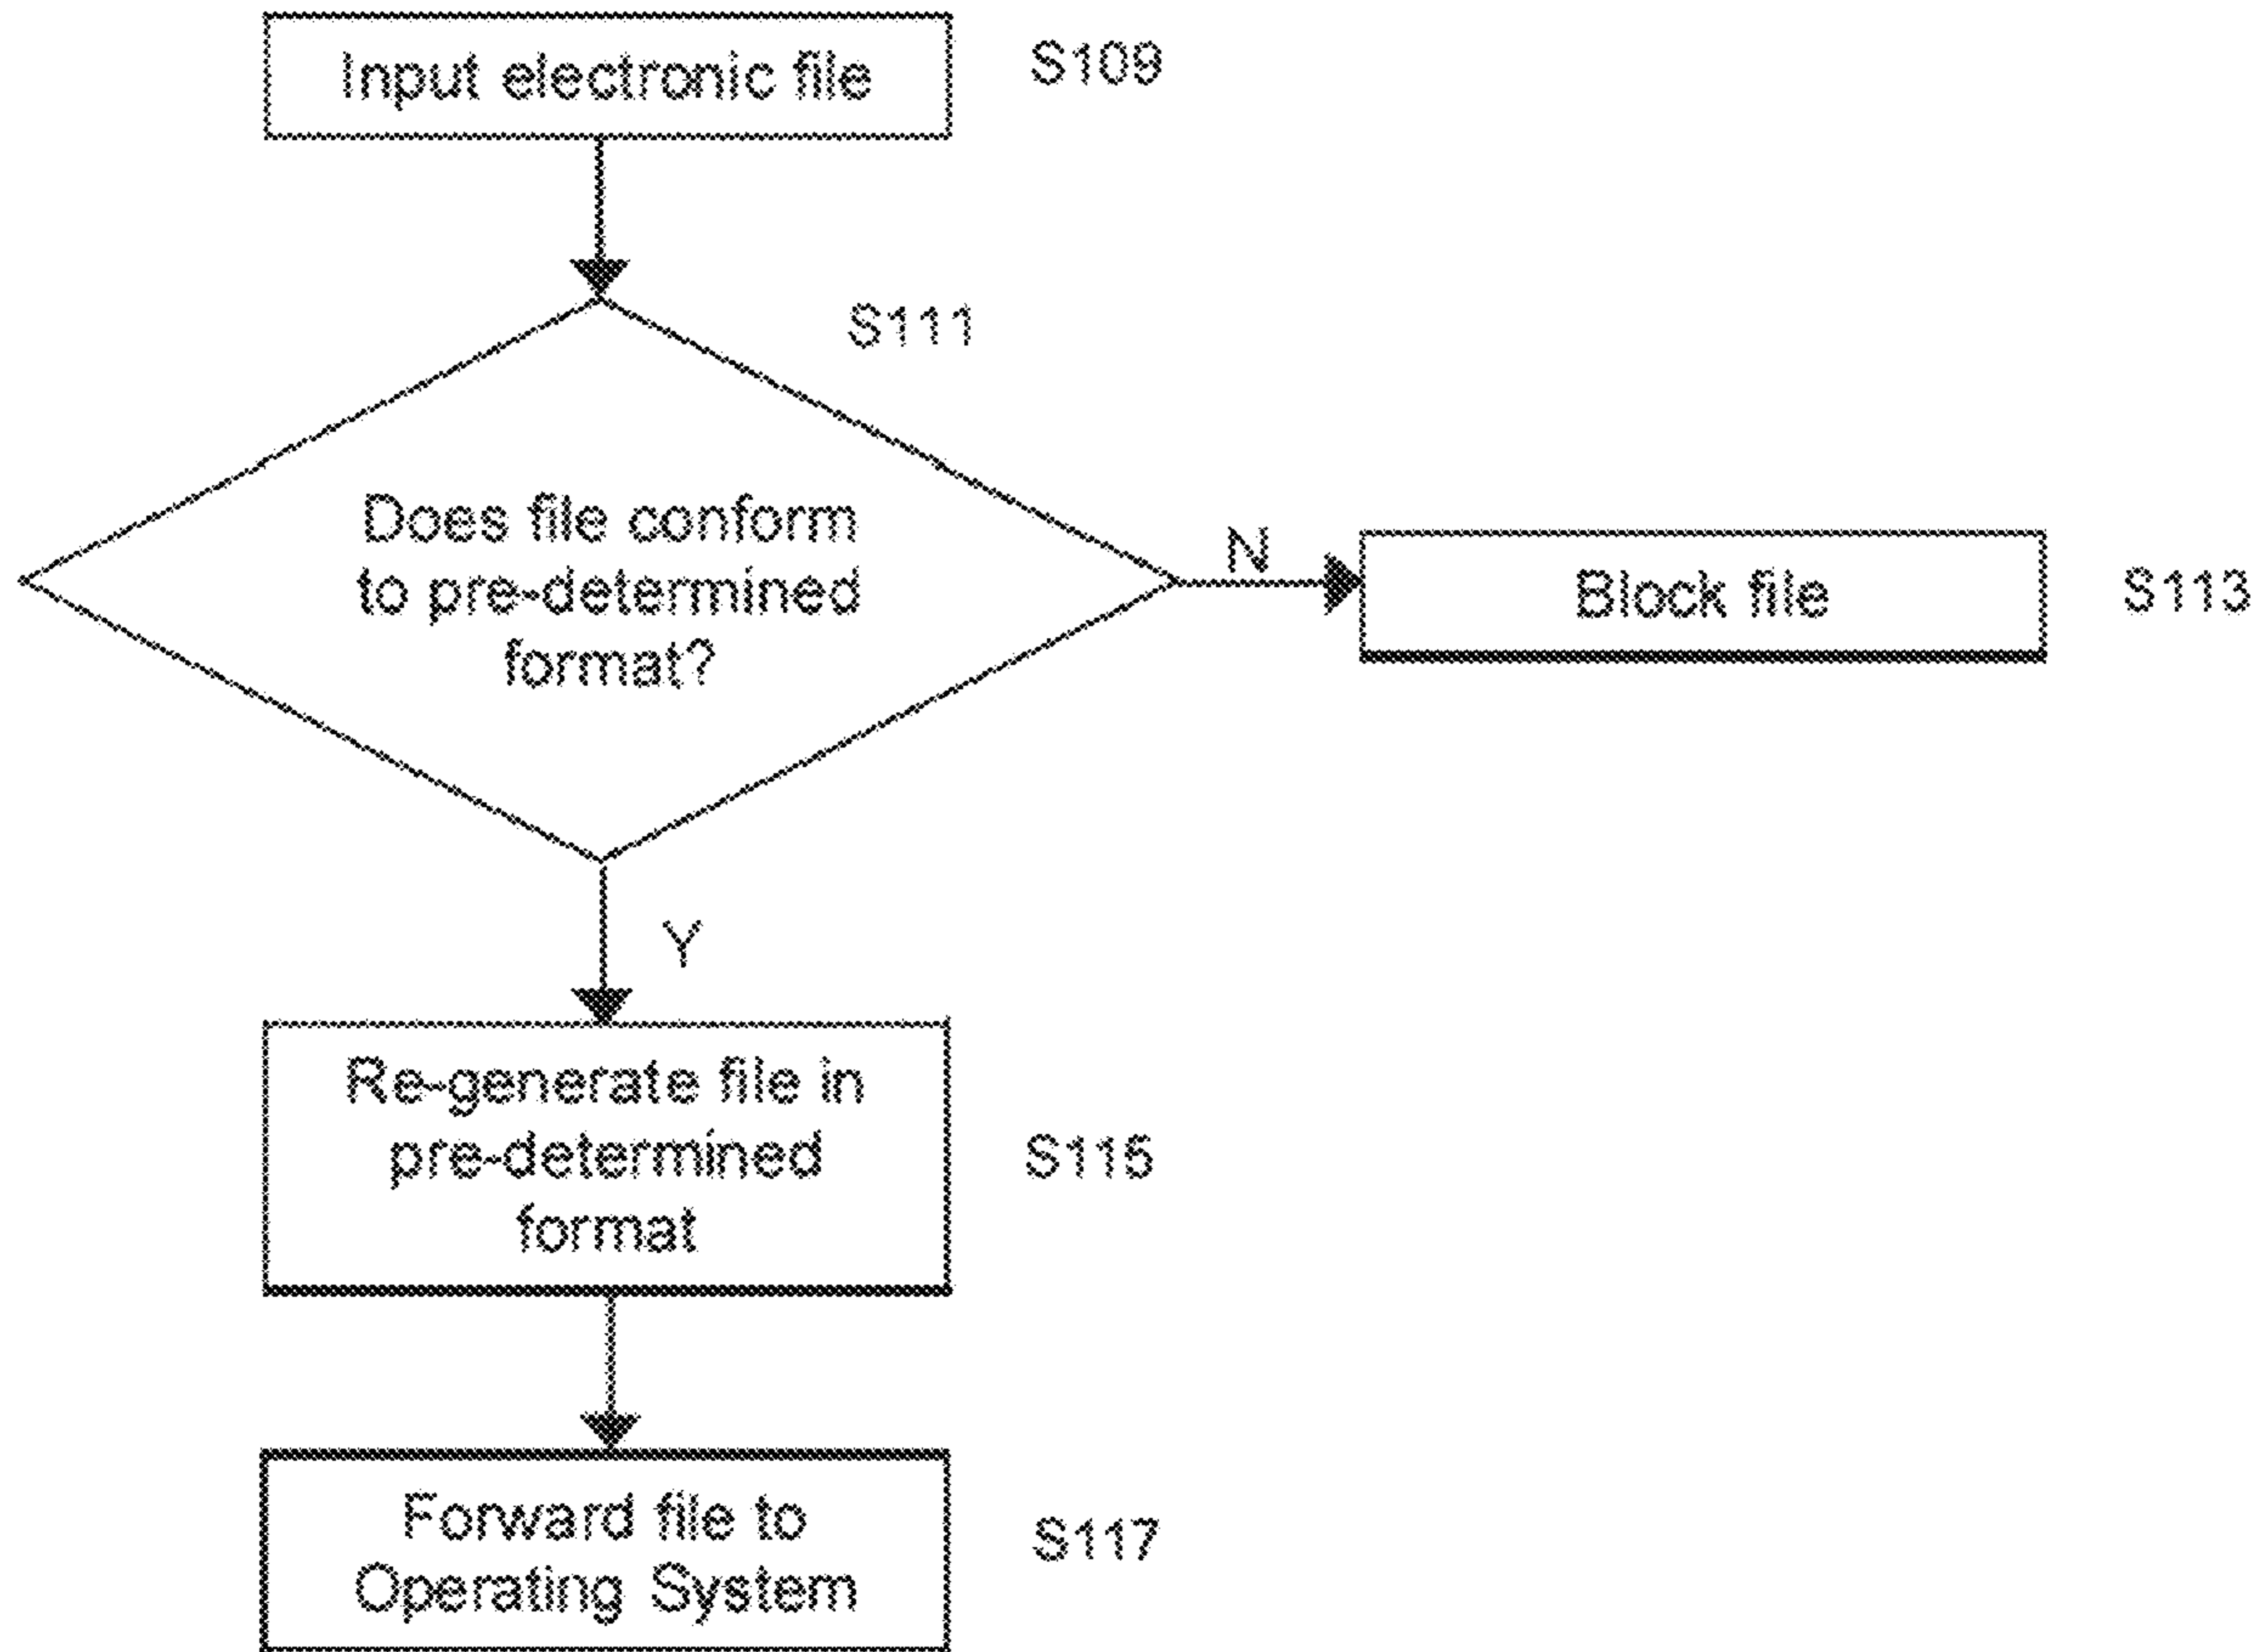 Input electronic file
S109
S111
Does file conform
to pre-determined
format?
N
Block file
S113
Y
Re-generate file in
pre-determined
format
S115
Forward file to
Operating System
S117